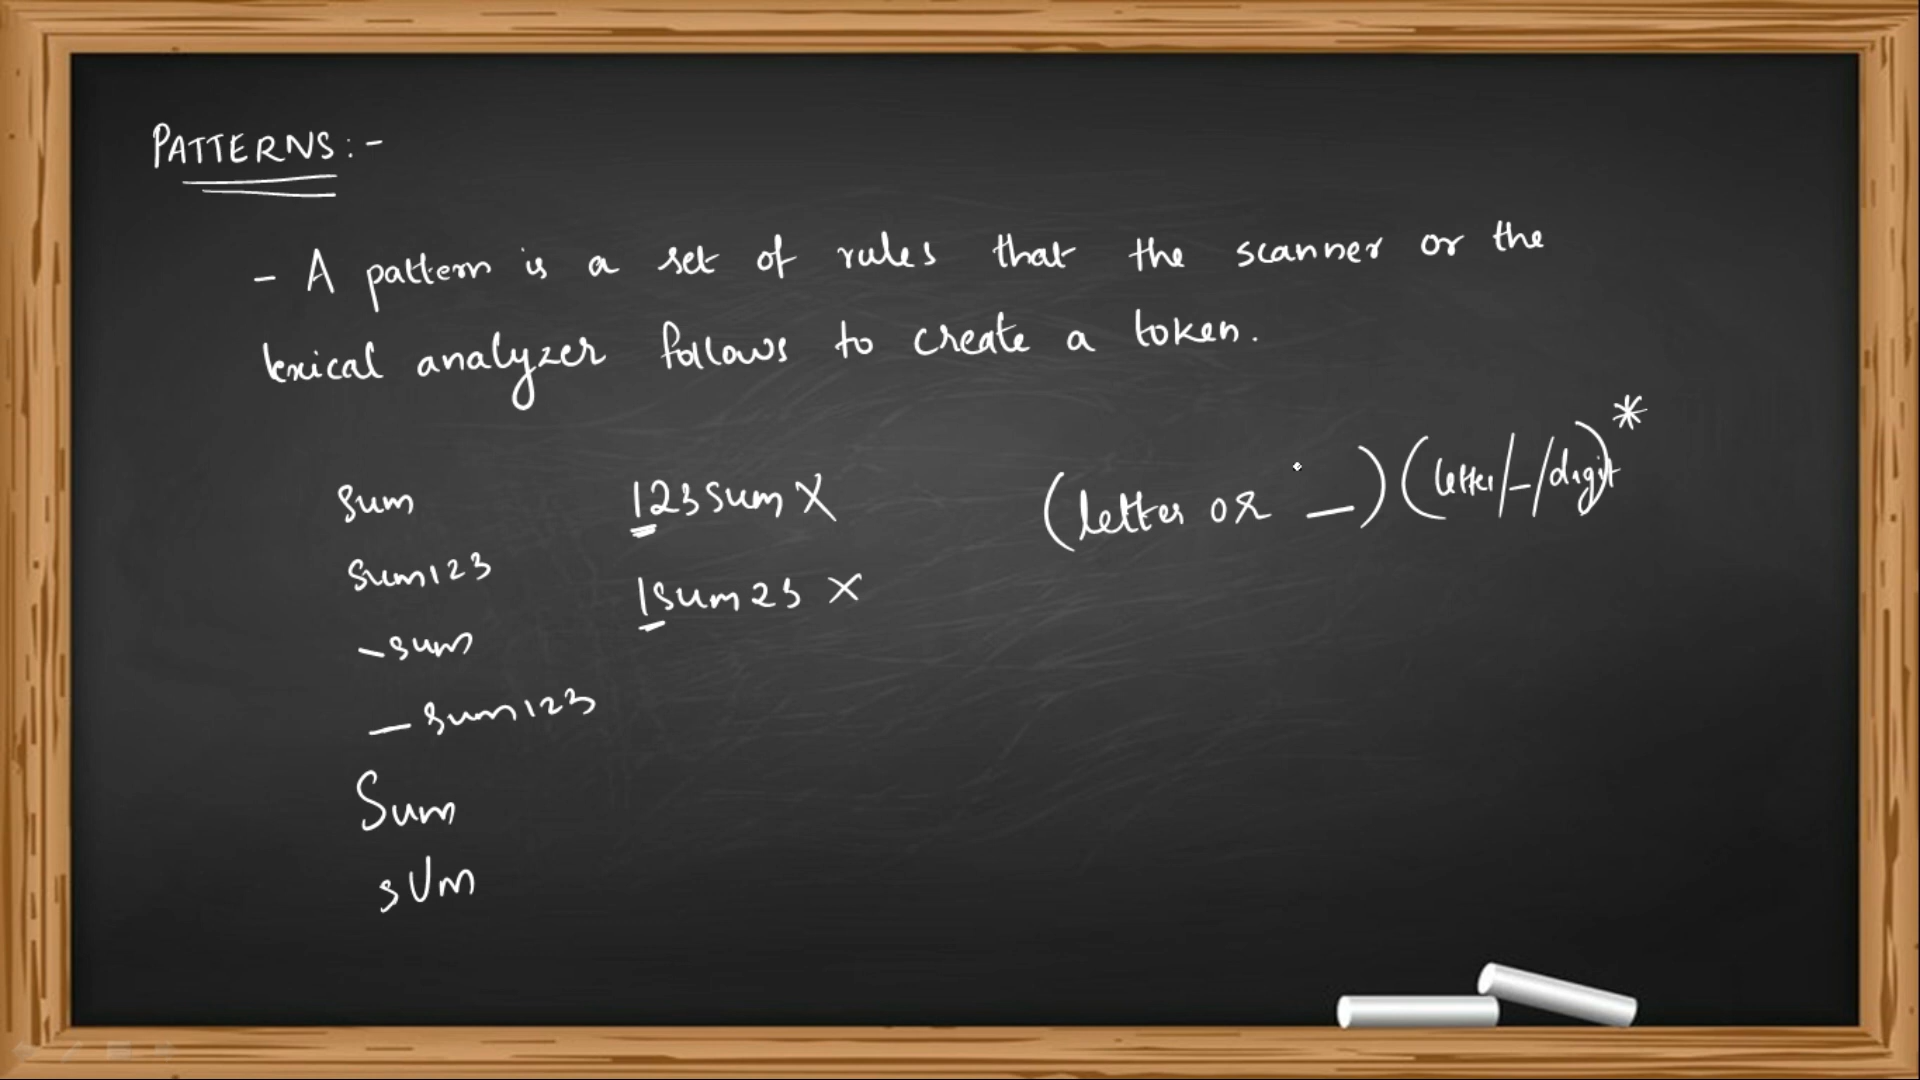 PATTERNS:-
- A pattern is a set of rules that the scanner or the
lexical analyzer follows to create a token.
sum
sum123
_sum
_sum123
Sum
sUm
123sum X
1sum23 X
(letter or _) (letter/_/digit)*